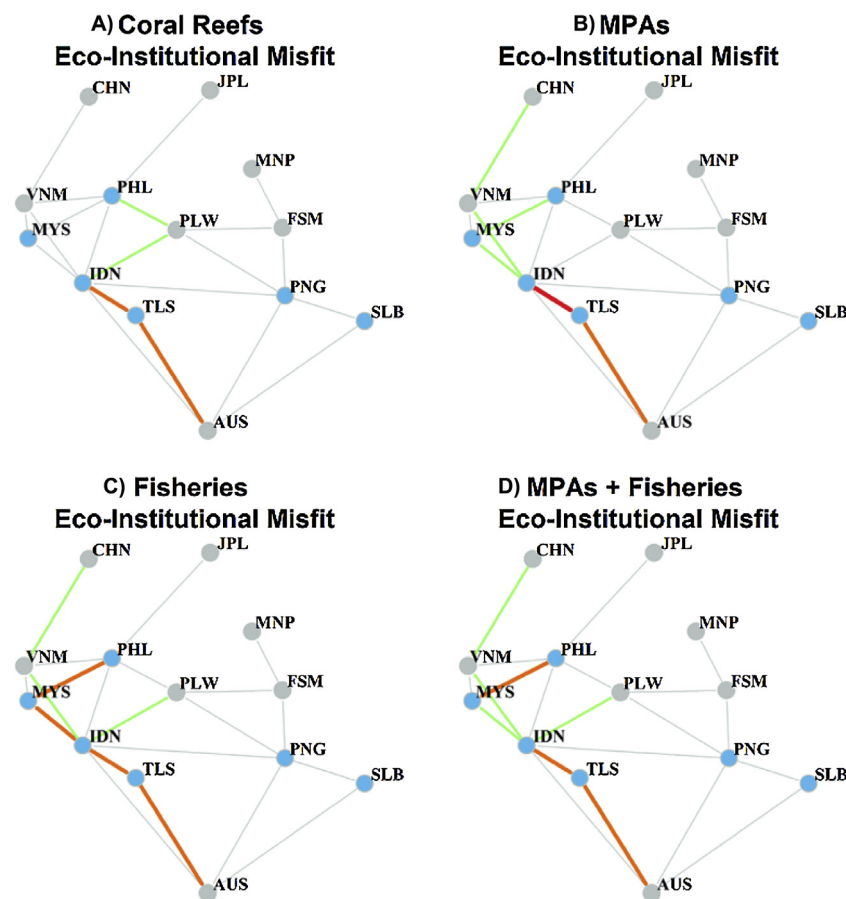 A) Coral Reefs
Eco-Institutional Misfit
CHN
JPL
MNP
VNM
PHL
MYS
PLW
FSM
IDN
PNG
TLS
SLB
AUS
B) MPAs
Eco-Institutional Misfit
CHN
JPL
MNP
VNM
PHL
MYS
PLW
FSM
IDN
PNG
TLS
SLB
AUS
C) Fisheries
Eco-Institutional Misfit
CHN
JPL
MNP
VNM
PHL
MYS
PLW
FSM
IDN
PNG
TLS
SLB
AUS
D) MPAs + Fisheries
Eco-Institutional Misfit
CHN
JPL
MNP
VNM
PHL
MYS
PLW
FSM
IDN
PNG
TLS
SLB
AUS